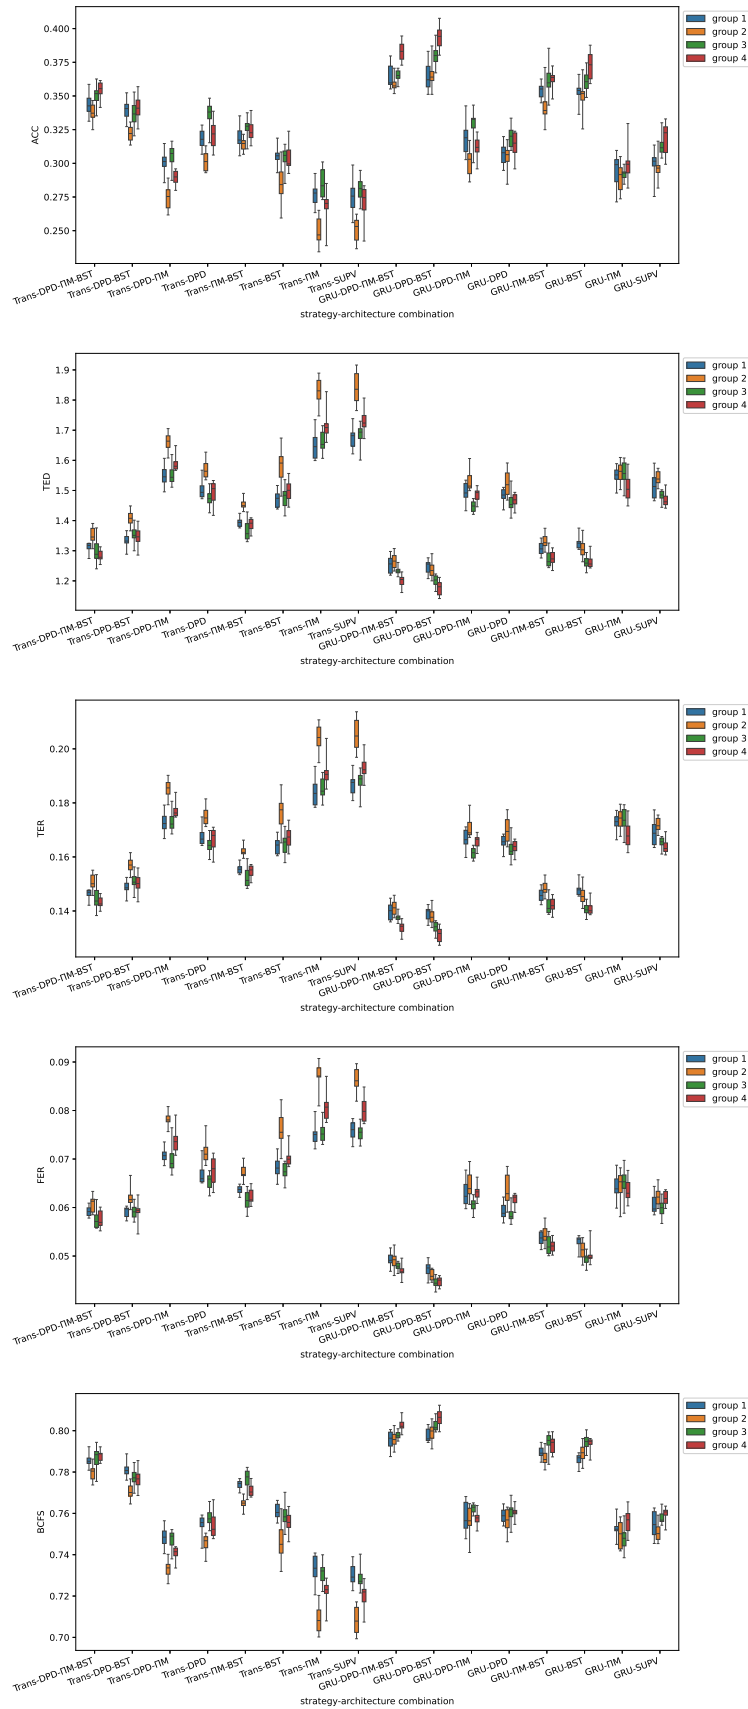 ACC
0.400
0.375
0.350
0.325
0.300
0.275
0.250
group 1
group 2
group 3
group 4
Trans-DPD-ΠM-BST
Trans-DPD-BST
Trans-DPD-ΠM
Trans-DPD
Trans-ΠM-BST
Trans-BST
Trans-ΠM
Trans-SUPV
GRU-DPD-ΠM-BST
GRU-DPD-BST
GRU-DPD-ΠM
GRU-DPD
GRU-ΠM-BST
GRU-BST
GRU-ΠM
GRU-SUPV
strategy-architecture combination
TED
1.9
1.8
1.7
1.6
1.5
1.4
1.3
1.2
group 1
group 2
group 3
group 4
Trans-DPD-ΠM-BST
Trans-DPD-BST
Trans-DPD-ΠM
Trans-DPD
Trans-ΠM-BST
Trans-BST
Trans-ΠM
Trans-SUPV
GRU-DPD-ΠM-BST
GRU-DPD-BST
GRU-DPD-ΠM
GRU-DPD
GRU-ΠM-BST
GRU-BST
GRU-ΠM
GRU-SUPV
strategy-architecture combination
TER
0.20
0.18
0.16
0.14
group 1
group 2
group 3
group 4
Trans-DPD-ΠM-BST
Trans-DPD-BST
Trans-DPD-ΠM
Trans-DPD
Trans-ΠM-BST
Trans-BST
Trans-ΠM
Trans-SUPV
GRU-DPD-ΠM-BST
GRU-DPD-BST
GRU-DPD-ΠM
GRU-DPD
GRU-ΠM-BST
GRU-BST
GRU-ΠM
GRU-SUPV
strategy-architecture combination
FER
0.09
0.08
0.07
0.06
0.05
group 1
group 2
group 3
group 4
Trans-DPD-ΠM-BST
Trans-DPD-BST
Trans-DPD-ΠM
Trans-DPD
Trans-ΠM-BST
Trans-BST
Trans-ΠM
Trans-SUPV
GRU-DPD-ΠM-BST
GRU-DPD-BST
GRU-DPD-ΠM
GRU-DPD
GRU-ΠM-BST
GRU-BST
GRU-ΠM
GRU-SUPV
strategy-architecture combination
BCFS
0.80
0.78
0.76
0.74
0.72
0.70
group 1
group 2
group 3
group 4
Trans-DPD-ΠM-BST
Trans-DPD-BST
Trans-DPD-ΠM
Trans-DPD
Trans-ΠM-BST
Trans-BST
Trans-ΠM
Trans-SUPV
GRU-DPD-ΠM-BST
GRU-DPD-BST
GRU-DPD-ΠM
GRU-DPD
GRU-ΠM-BST
GRU-BST
GRU-ΠM
GRU-SUPV
strategy-architecture combination